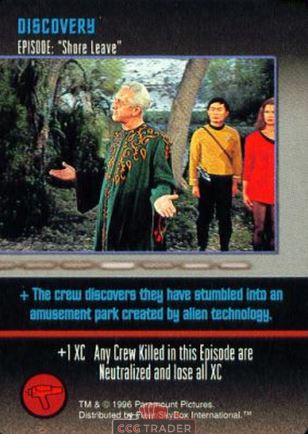 DISCOVERY
EPISODE: "Shore Leave"
+ The crew discovers they have stumbled into an
amusement park created by alien technology.
+1 XC Any Crew Killed in this Episode are
Neutralized and lose all XC
TM & © 1996 Paramount Pictures.
Distributed by Fleer/SkyBox International.™
CCG TRADER